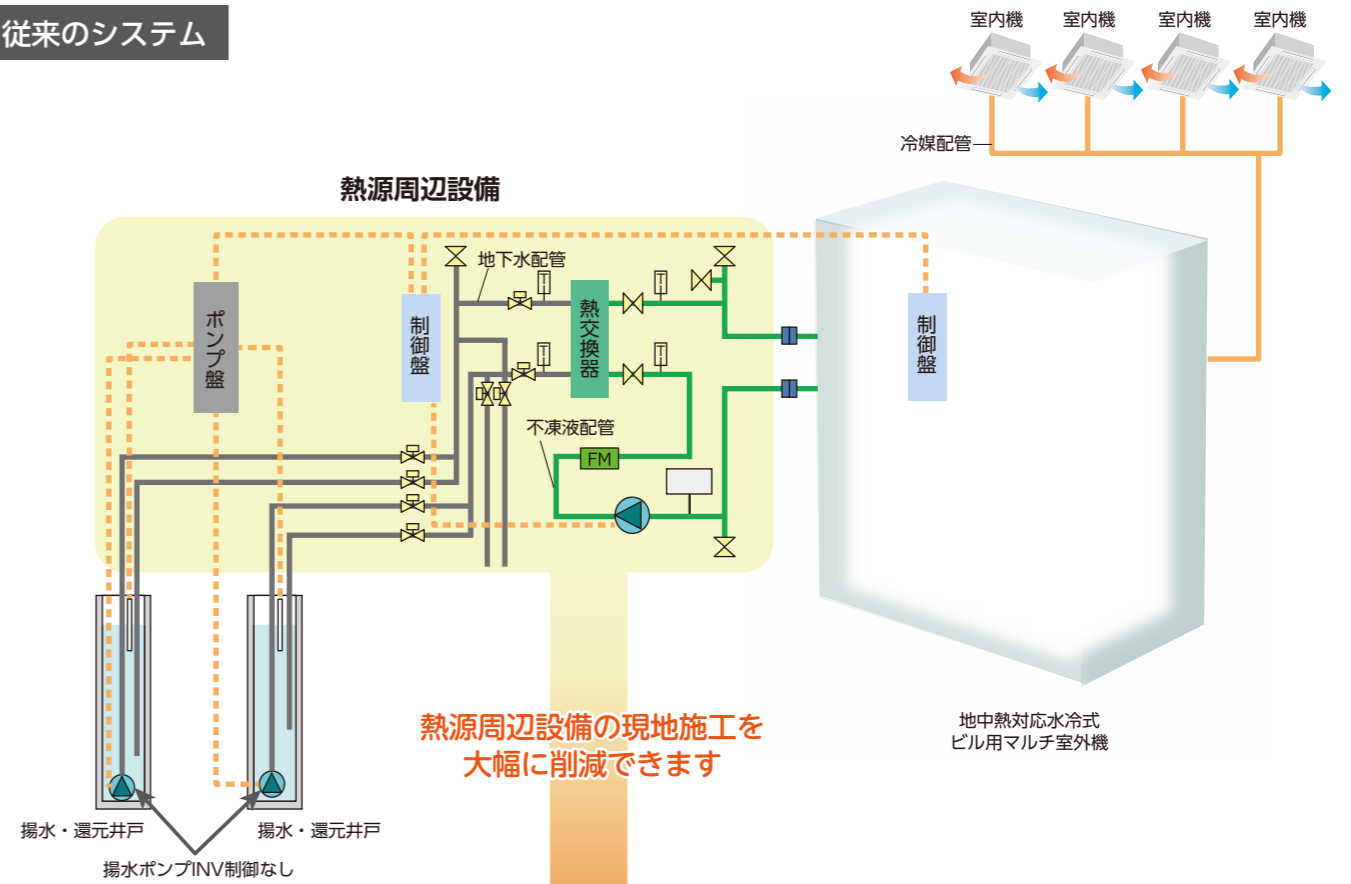 従来のシステム
室内機
室内機
室内機
室内機
冷媒配管
熱源周辺設備
地下水配管
T
T
T
T
ポンプ盤
制御盤
熱交換器
制御盤
不凍液配管
FM
熱源周辺設備の現地施工を
大幅に削減できます
地中熱対応水冷式
ビル用マルチ室外機
揚水・還元井戸
揚水・還元井戸
揚水ポンプINV制御なし